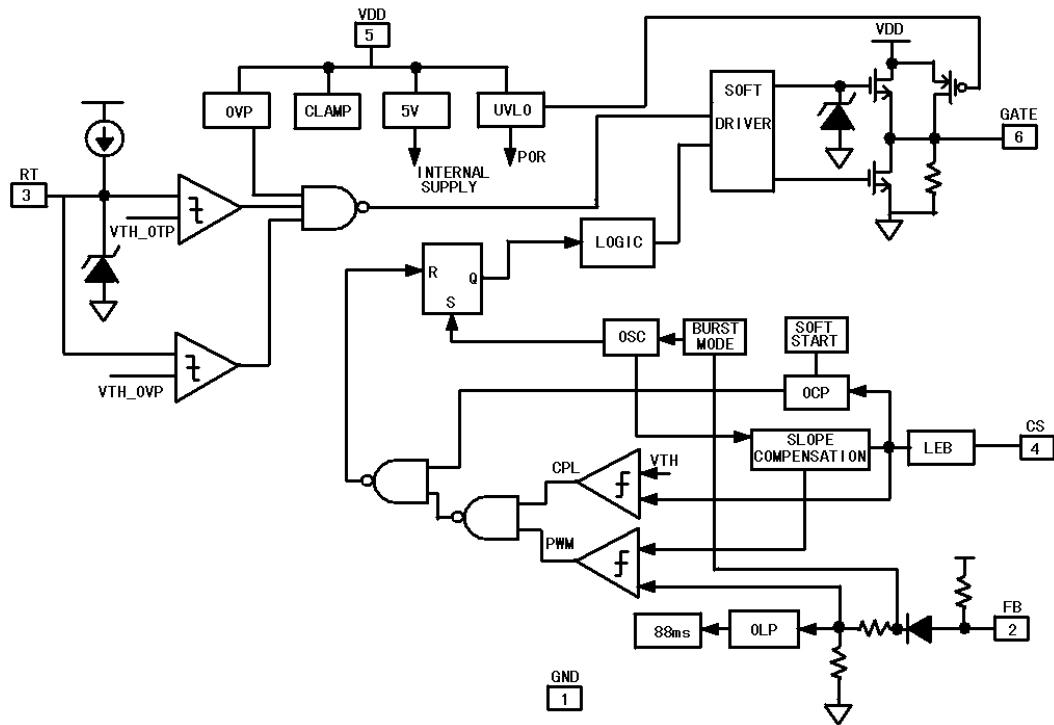 VDD
5
VDD
OVP
CLAMP
5V
UVLO
SOFT
DRIVER
GATE
6
INTERNAL
SUPPLY
POR
RT
3
VTH_OTP
LOGIC
R
Q
S
VTH_OVP
OSC
BURST
MODE
SOFT
START
OCP
CS
4
SLOPE
COMPENSATION
LEB
CPL
VTH
PWM
FB
2
88ms
OLP
GND
1